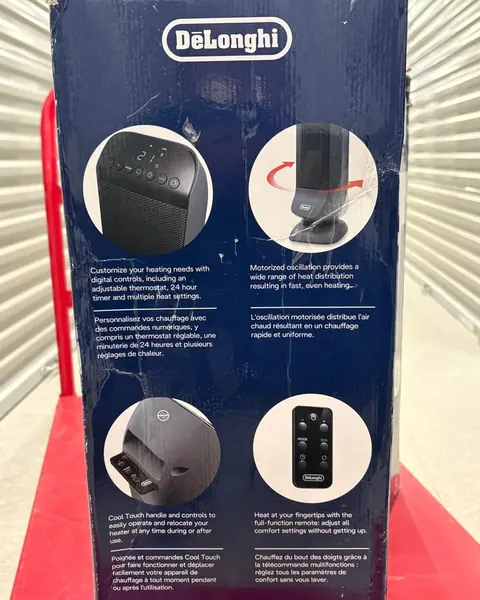 DēLonghi
21
Customize your heating needs with
digital controls, including an
adjustable thermostat, 24 hour
timer and multiple heat settings.
Personnalisez vos chauffage avec
des commandes numériques, y
compris un thermostat réglable, une
minuterie de 24 heures et plusieurs
réglages de chaleur.
DēLonghi
Motorized oscillation provides a
wide range of heat distribution
resulting in fast, even heating.
L'oscillation motorisée distribue l'air
chaud résultant en un chauffage
rapide et uniforme.
Cool Touch handle and controls to
easily operate and relocate your
heater at any time during or after
use.
Poignée et commandes Cool Touch
pour faire fonctionner et déplacer
facilement votre appareil de
chauffage à tout moment pendant
ou après l'utilisation.
MODE
DēLonghi
Heat at your fingertips with the
full-function remote: adjust all
comfort settings without getting up.
Chauffez du bout des doigts grâce à
la télécommande multifonctions :
réglez tous les paramètres de
confort sans vous lever.